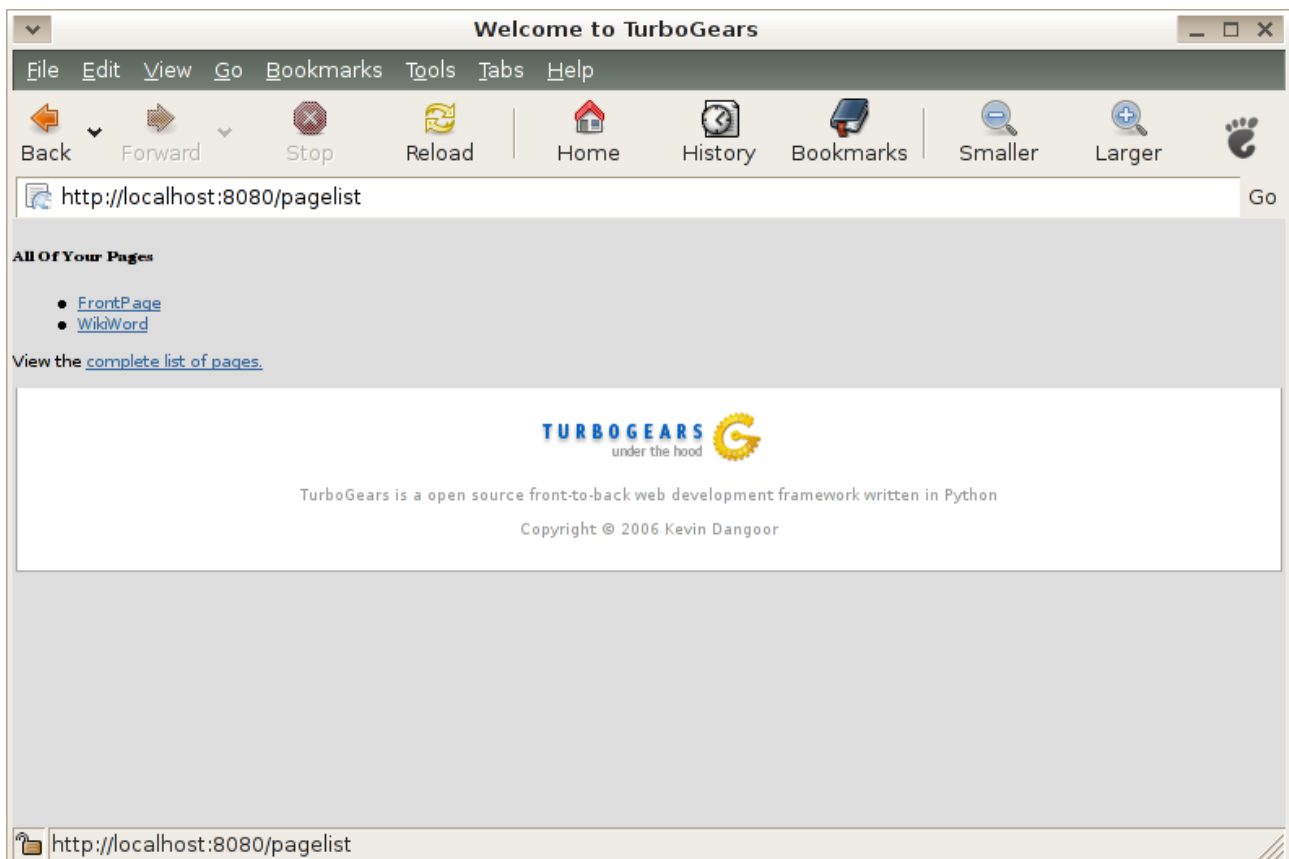 Welcome to TurboGears
File Edit View Go Bookmarks Tools Tabs Help
Back Forward Stop Reload Home History Bookmarks Smaller Larger
http://localhost:8080/pagelist Go
All Of Your Pages
FrontPage
WikiWord
View the complete list of pages.
TURBOGEARS
under the hood
TurboGears is a open source front-to-back web development framework written in Python
Copyright © 2006 Kevin Dangoor
http://localhost:8080/pagelist